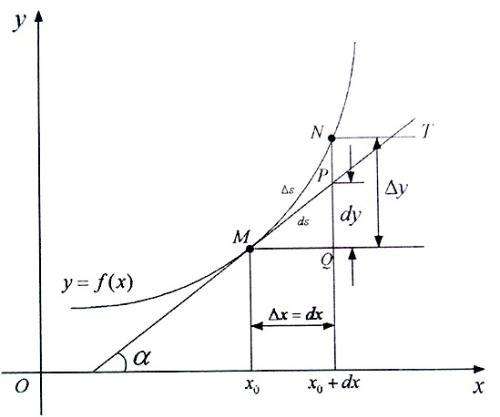 y
N
T
P
Δs
Δy
ds
dy
M
Q
y = f(x)
Δx = dx
α
O
x₀
x₀ + dx
x